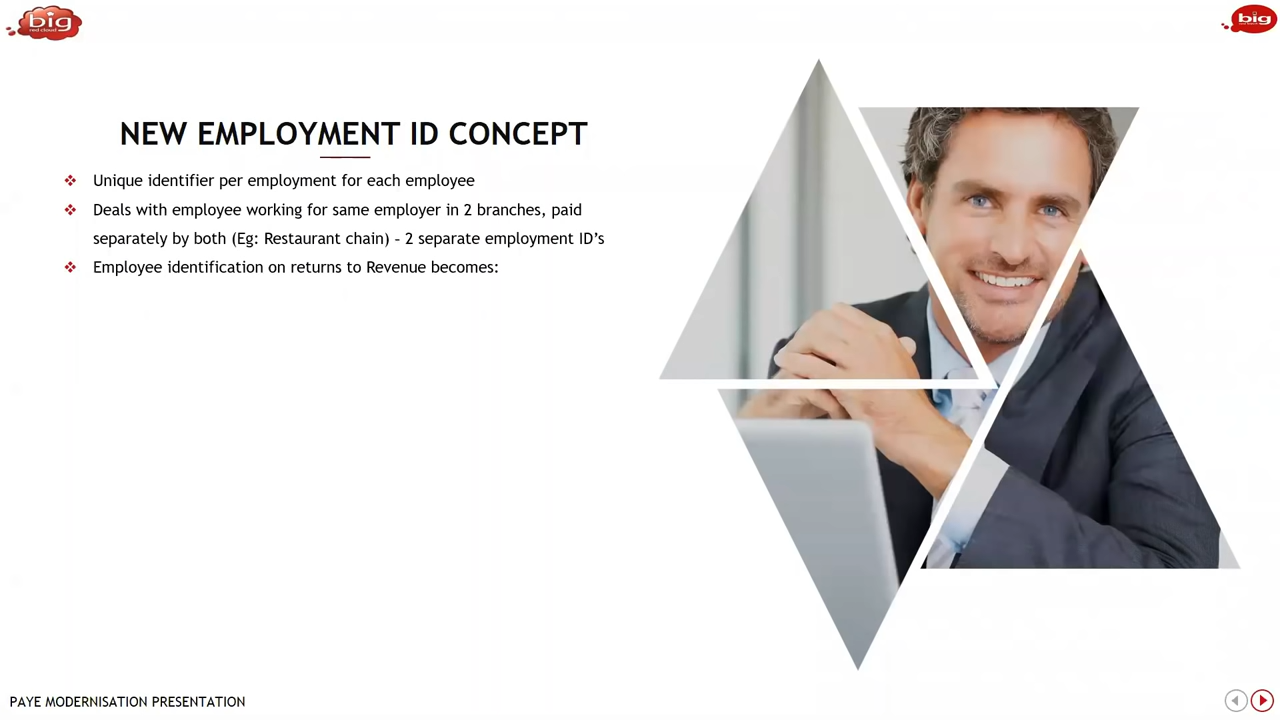 big
red cloud
big
NEW EMPLOYMENT ID CONCEPT
Unique identifier per employment for each employee
Deals with employee working for same employer in 2 branches, paid
separately by both (Eg: Restaurant chain) - 2 separate employment ID’s
Employee identification on returns to Revenue becomes:
PAYE MODERNISATION PRESENTATION